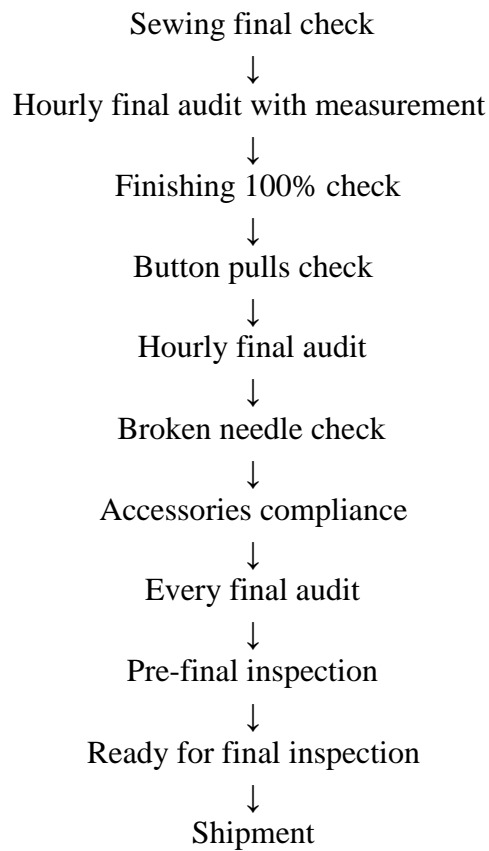 Sewing final check
↓
Hourly final audit with measurement
↓
Finishing 100% check
↓
Button pulls check
↓
Hourly final audit
↓
Broken needle check
↓
Accessories compliance
↓
Every final audit
↓
Pre-final inspection
↓
Ready for final inspection
↓
Shipment